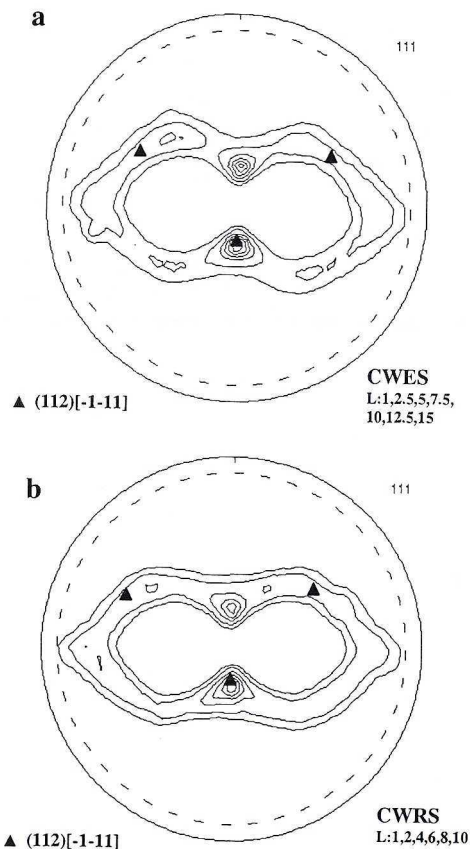 a
111
▲ (112)[-1-11]
CWES
L:1,2.5,5,7.5,
10,12.5,15
b
111
▲ (112)[-1-11]
CWRS
L:1,2,4,6,8,10